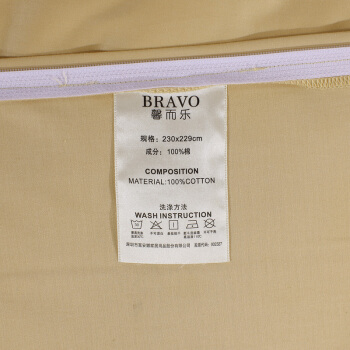 BRAVO
馨而乐
规格：230x229cm
成分：100%棉
COMPOSITION
MATERIAL:100%COTTON
洗涤方法
WASH INSTRUCTION